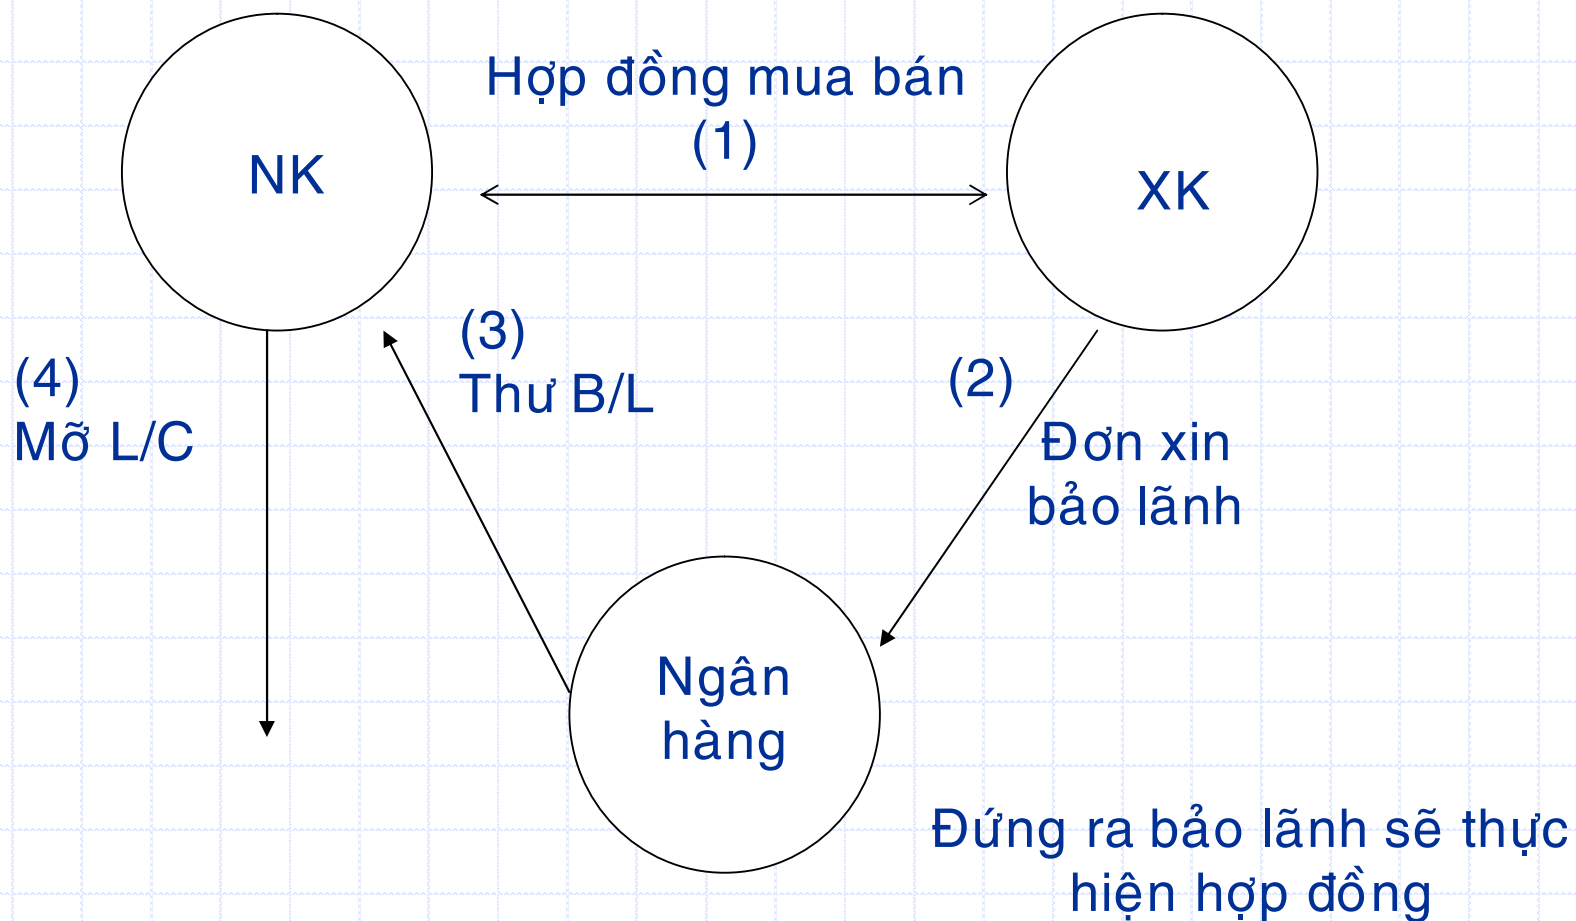 Hợp đồng mua bán
(1)
NK
XK
(3)
Thư B/L
(4)
Mỡ L/C
(2)
Đơn xin
bảo lãnh
Ngân
hàng
Đứng ra bảo lãnh sẽ thực
hiện hợp đồng